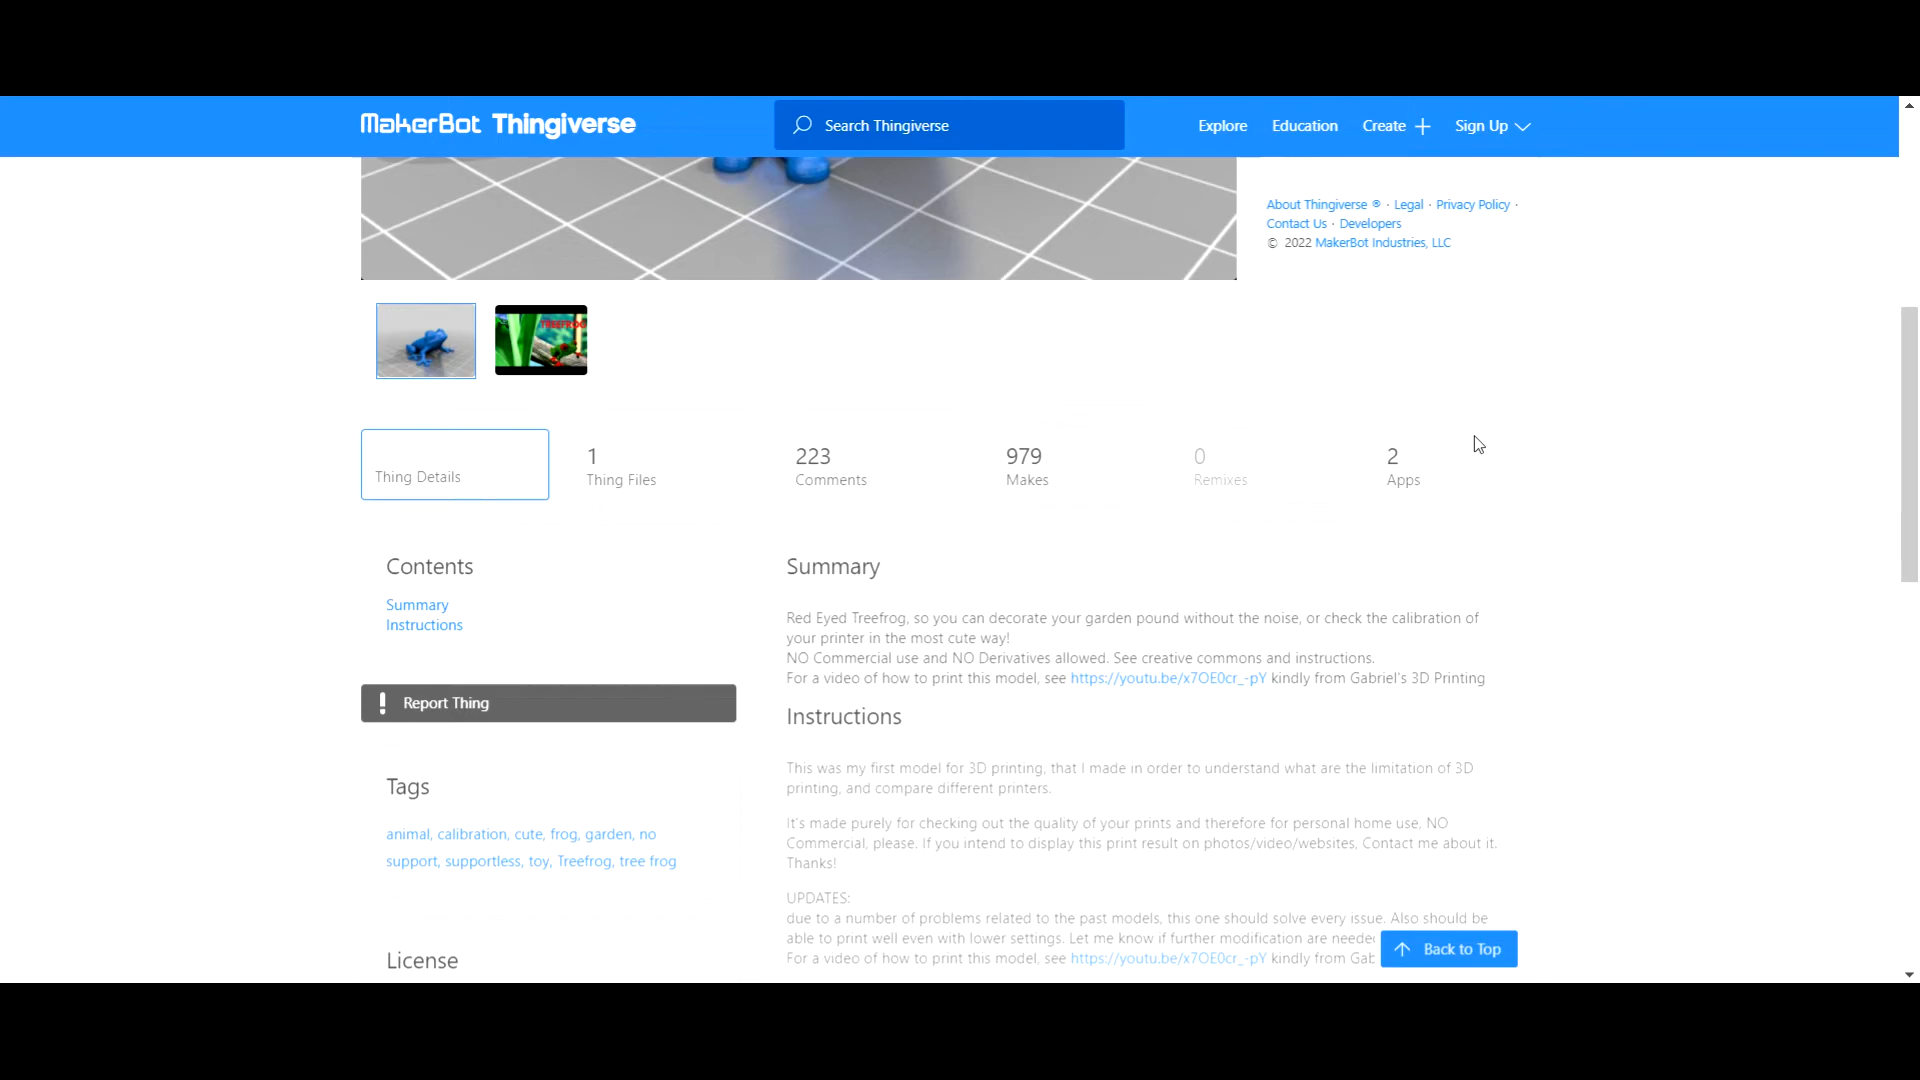 MakerBot Thingiverse
Search Thingiverse
Explore
Education
Create
Sign Up
About Thingiverse ® · Legal · Privacy Policy ·
Contact Us · Developers
© 2022 MakerBot Industries, LLC
TREEFROG
Thing Details
1
Thing Files
223
Comments
979
Makes
0
Remixes
2
Apps
Contents
Summary
Instructions
Report Thing
Tags
animal, calibration, cute, frog, garden, no
support, supportless, toy, Treefrog, tree frog
License
Summary
Red Eyed Treefrog, so you can decorate your garden pound without the noise, or check the calibration of
your printer in the most cute way!
NO Commercial use and NO Derivatives allowed. See creative commons and instructions.
For a video of how to print this model, see https://youtu.be/x7OE0cr_-pY kindly from Gabriel's 3D Printing
Instructions
This was my first model for 3D printing, that I made in order to understand what are the limitation of 3D
printing, and compare different printers.
It's made purely for checking out the quality of your prints and therefore for personal home use, NO
Commercial, please. If you intend to display this print result on photos/video/websites, Contact me about it.
Thanks!
UPDATES:
due to a number of problems related to the past models, this one should solve every issue. Also should be
able to print well even with lower settings. Let me know if further modification are neede
For a video of how to print this model, see https://youtu.be/x7OE0cr_-pY kindly from Gab
Back to Top